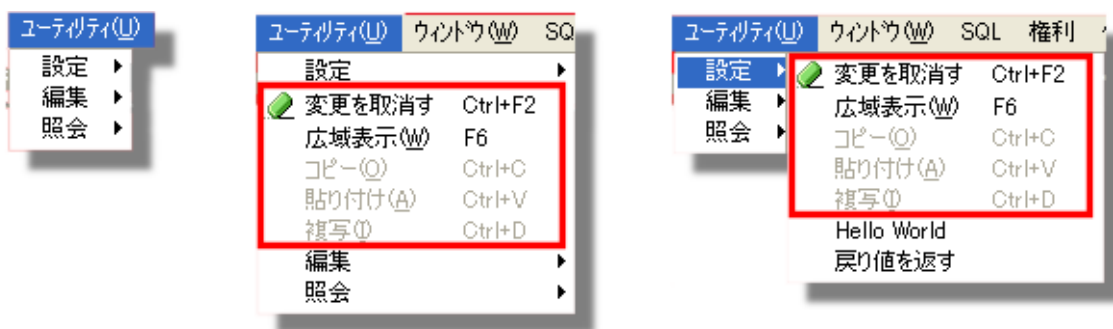 ユーティリティ(U)
設定
編集
照会
ユーティリティ(U) ウィンドウ(W) SQ
設定
変更を取消す Ctrl+F2
広域表示(W) F6
コピー(O) Ctrl+C
貼り付け(A) Ctrl+V
複写(I) Ctrl+D
編集
照会
ユーティリティ(U) ウィンドウ(W) SQL 権利
設定
編集
照会
変更を取消す Ctrl+F2
広域表示(W) F6
コピー(O) Ctrl+C
貼り付け(A) Ctrl+V
複写(I) Ctrl+D
Hello World
戻り値を返す